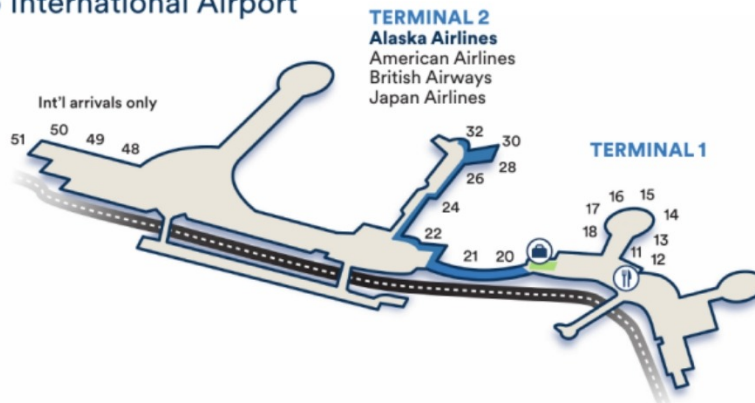 International Airport
TERMINAL 2
Alaska Airlines
American Airlines
British Airways
Japan Airlines
Int'l arrivals only
51
50
49
48
32
30
28
26
24
22
21
20
TERMINAL 1
17
16
15
14
18
13
11
12